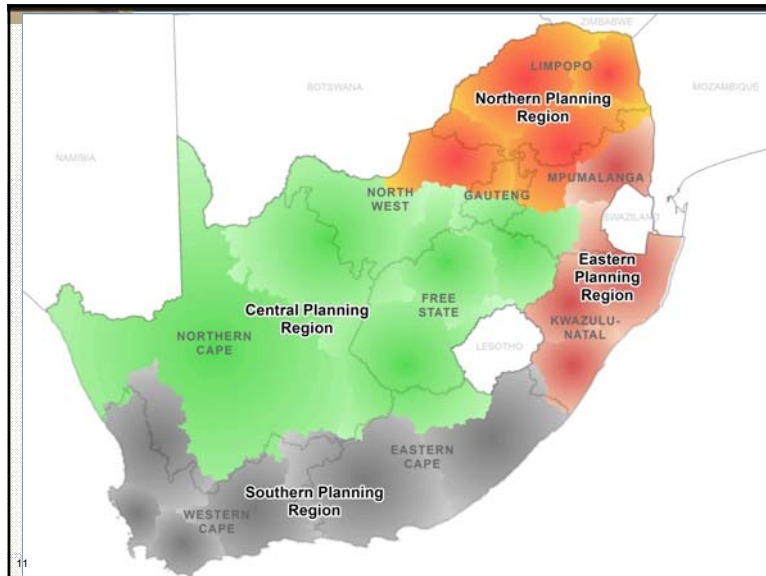 ZIMBABWE
LIMPOPO
BOTSWANA
MOZAMBIQUE
Northern Planning
Region
NAMIBIA
MPUMALANGA
NORTH
WEST
GAUTENG
SWAZILAND
Eastern
Planning
Region
Central Planning
Region
FREE
STATE
KWAZULU-
NATAL
NORTHERN
CAPE
LESOTHO
EASTERN
CAPE
Southern Planning
Region
WESTERN
CAPE
11